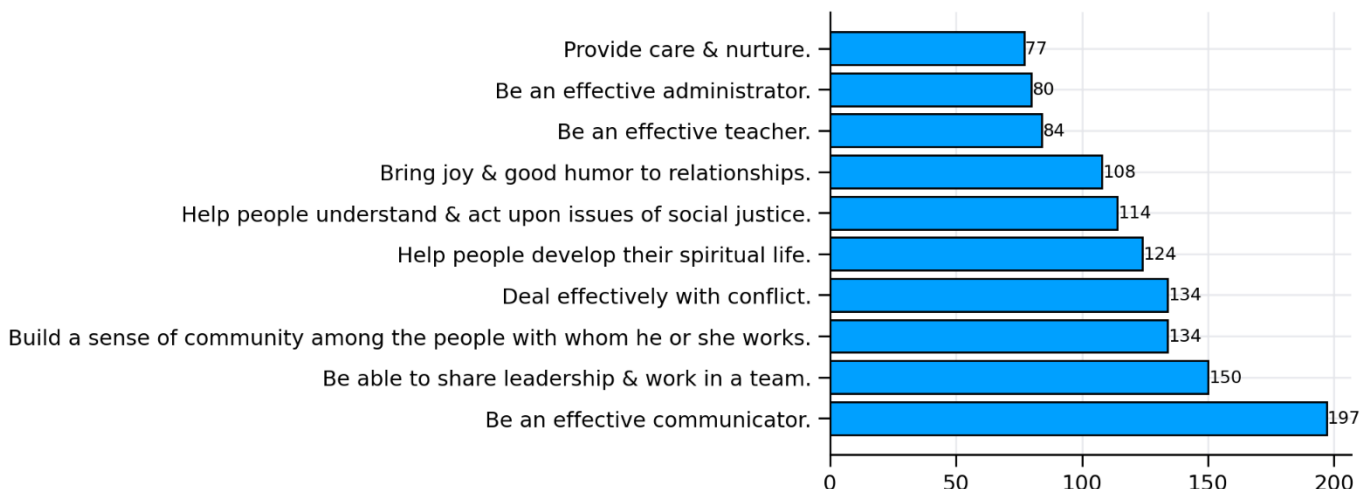 Provide care & nurture. 77
Be an effective administrator. 80
Be an effective teacher. 84
Bring joy & good humor to relationships. 108
Help people understand & act upon issues of social justice. 114
Help people develop their spiritual life. 124
Deal effectively with conflict. 134
Build a sense of community among the people with whom he or she works. 134
Be able to share leadership & work in a team. 150
Be an effective communicator. 197
0 50 100 150 200